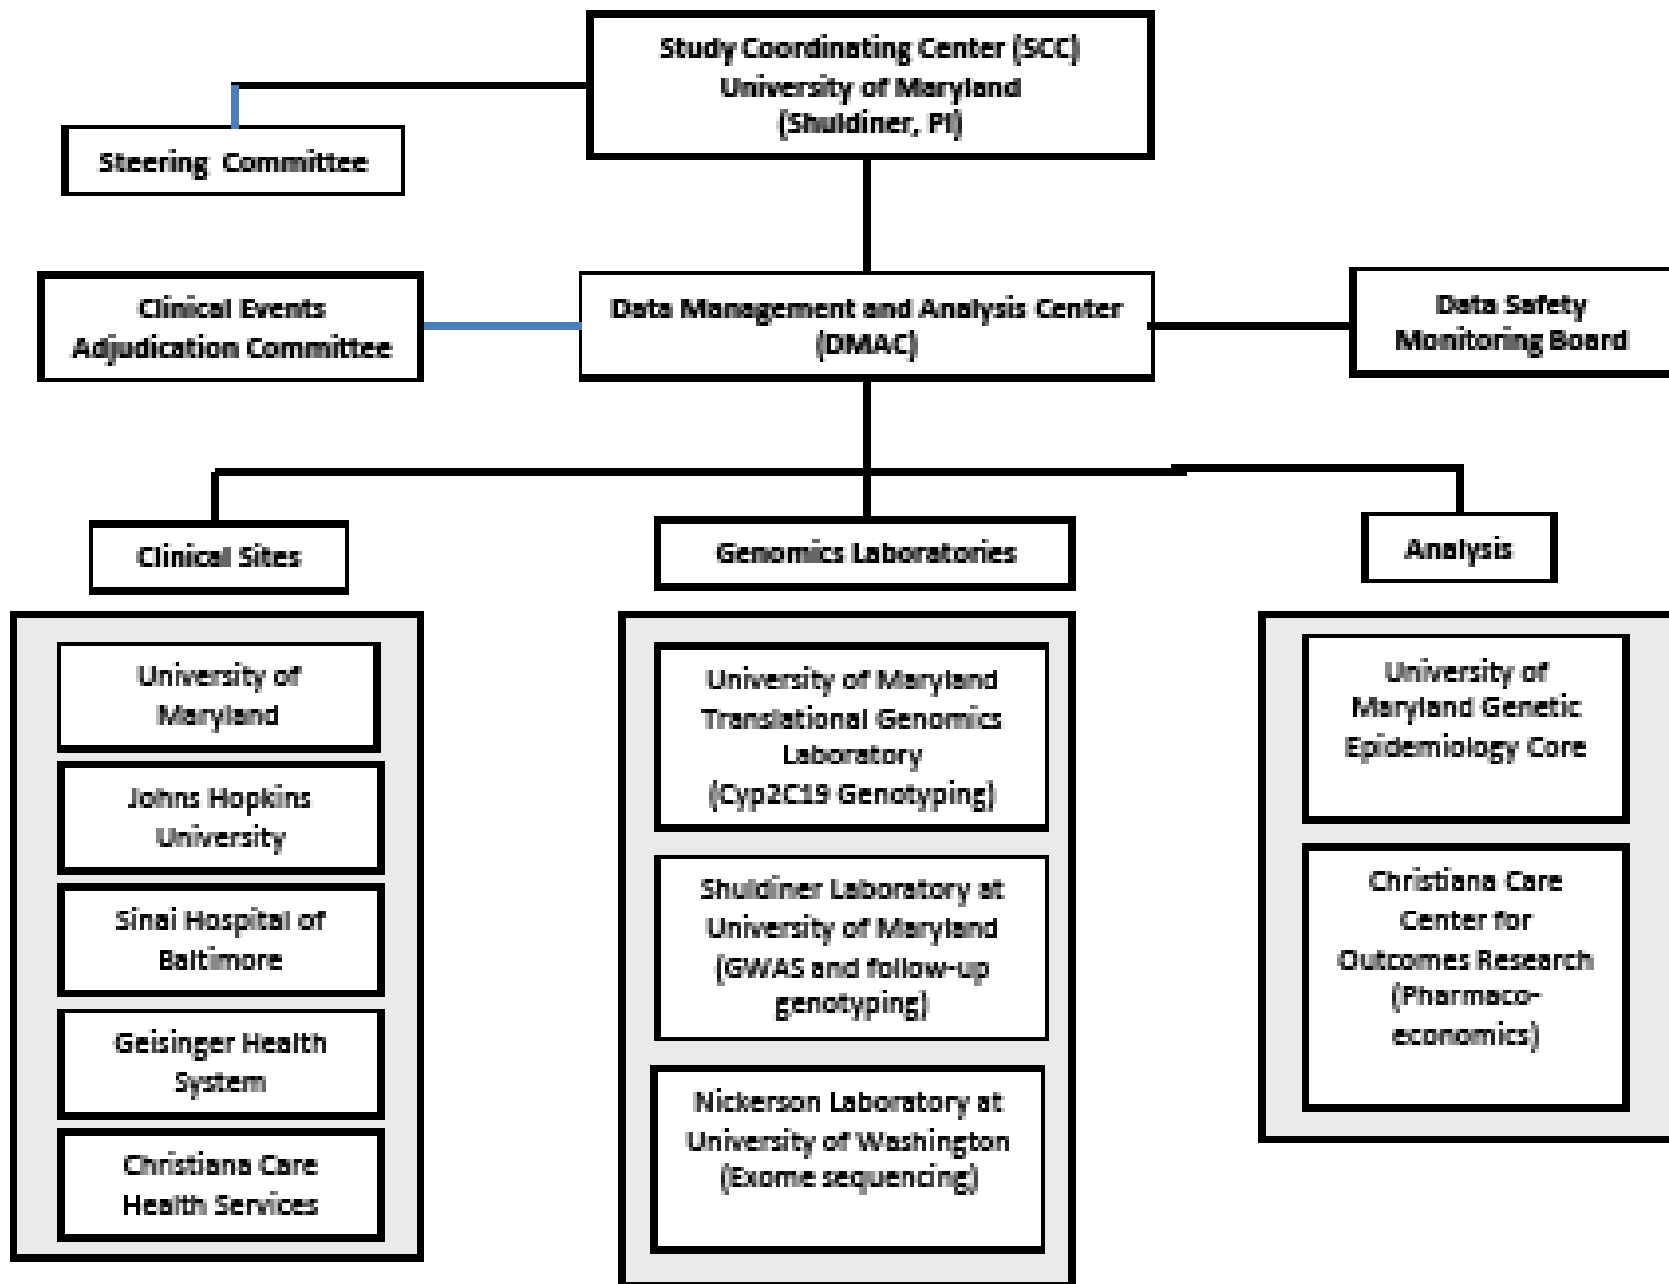 Study Coordinating Center (SCC)
University of Maryland
(Shuldiner, PI)
Steering Committee
Clinical Events
Adjudication Committee
Data Management and Analysis Center
(DMAC)
Data Safety
Monitoring Board
Clinical Sites
Genomics Laboratories
Analysis
University of
Maryland
Johns Hopkins
University
Sinai Hospital of
Baltimore
Geisinger Health
System
Christiana Care
Health Services
University of Maryland
Translational Genomics
Laboratory
(Cyp2C19 Genotyping)
Shuldiner Laboratory at
University of Maryland
(GWAS and follow-up
genotyping)
Nickerson Laboratory at
University of Washington
(Exome sequencing)
University of
Maryland Genetic
Epidemiology Core
Christiana Care
Center for
Outcomes Research
(Pharmaco-
economics)